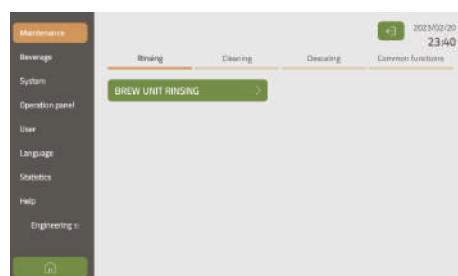 Maintenance
Beverage
System
Operation panel
User
Language
Statistics
Help
Engineering
2023/02/20
23:40
Rinsing Cleaning Descaling Common functions
BREW UNIT RINSING